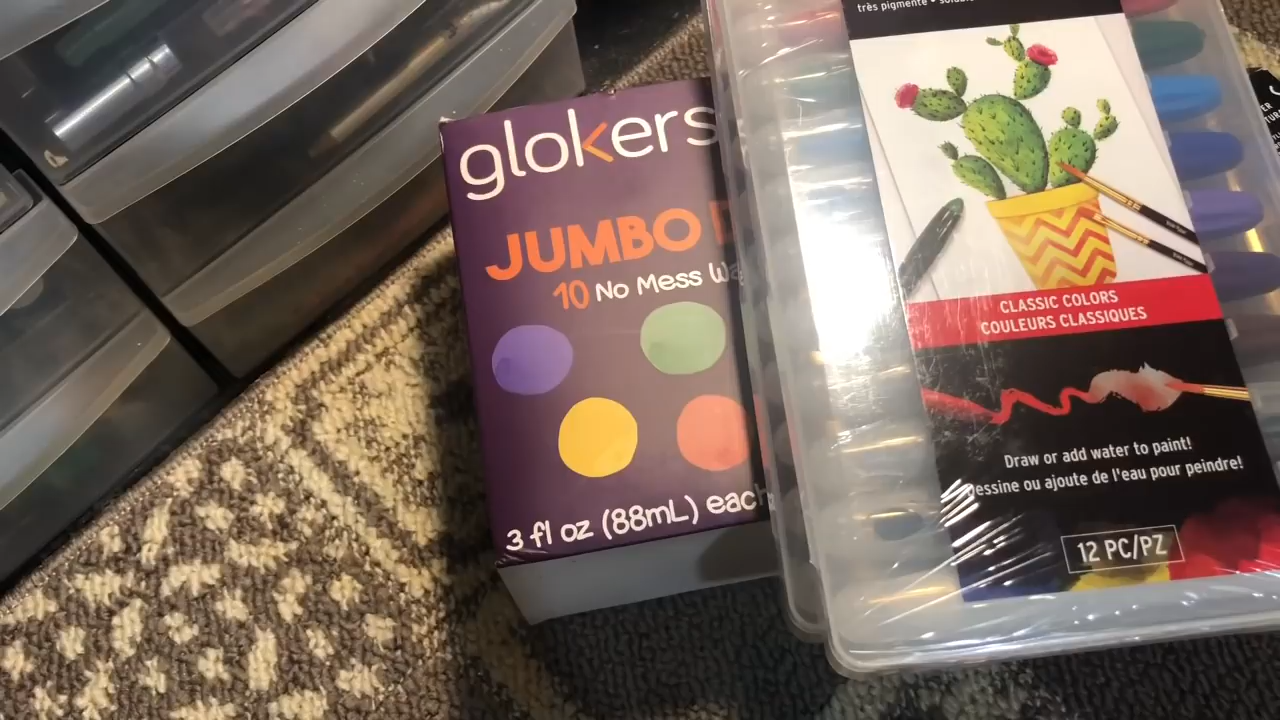 glokers
JUMBO
10 No Mess
3 fl oz (88mL) each
très pigmenté •
CLASSIC COLORS
COULEURS CLASSIQUES
Draw or add water to paint!
Dessine ou ajoute de l'eau pour peindre!
12 PC/PZ